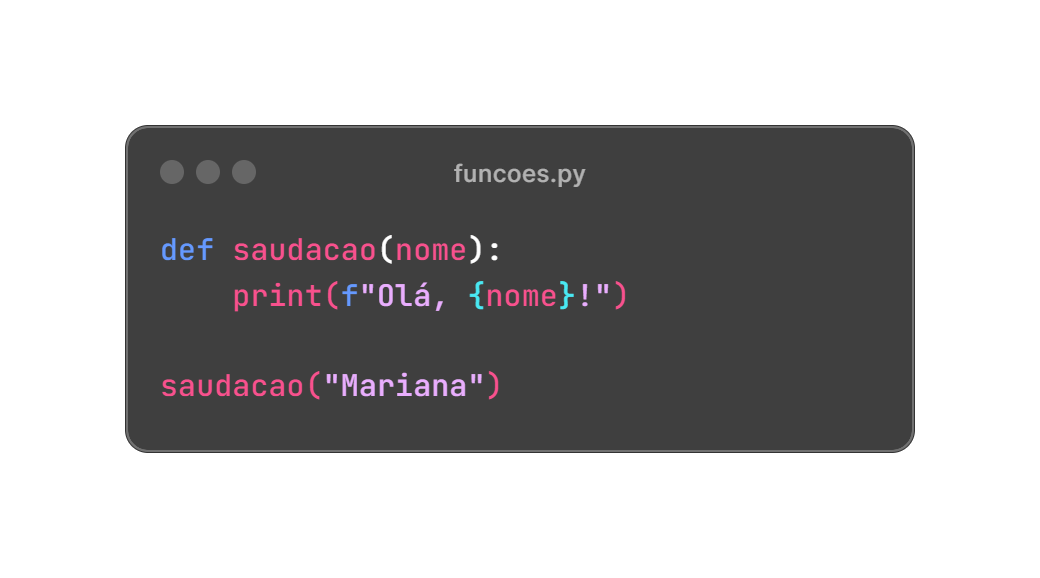 funcoes.py
def saudacao(nome):
    print(f"Olá, {nome}!")
saudacao("Mariana")